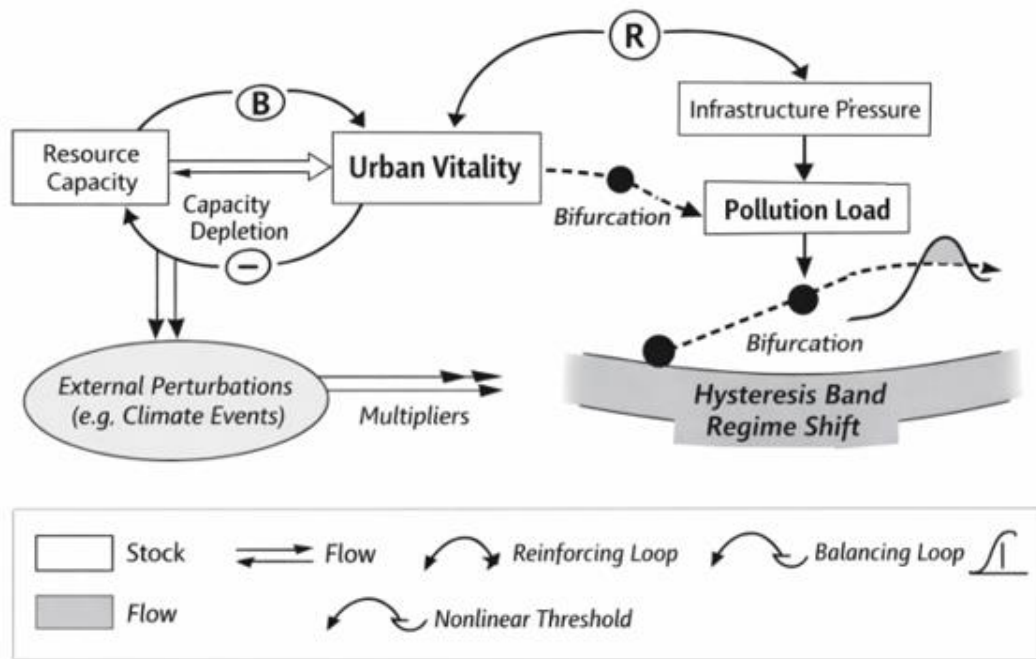 R
B
Infrastructure Pressure
Resource
Capacity
Urban Vitality
Capacity
Depletion
Bifurcation
Pollution Load
−
Bifurcation
External Perturbations
(e.g. Climate Events)
Multipliers
Hysteresis Band
Regime Shift
Stock
Flow
Reinforcing Loop
Balancing Loop
Flow
Nonlinear Threshold